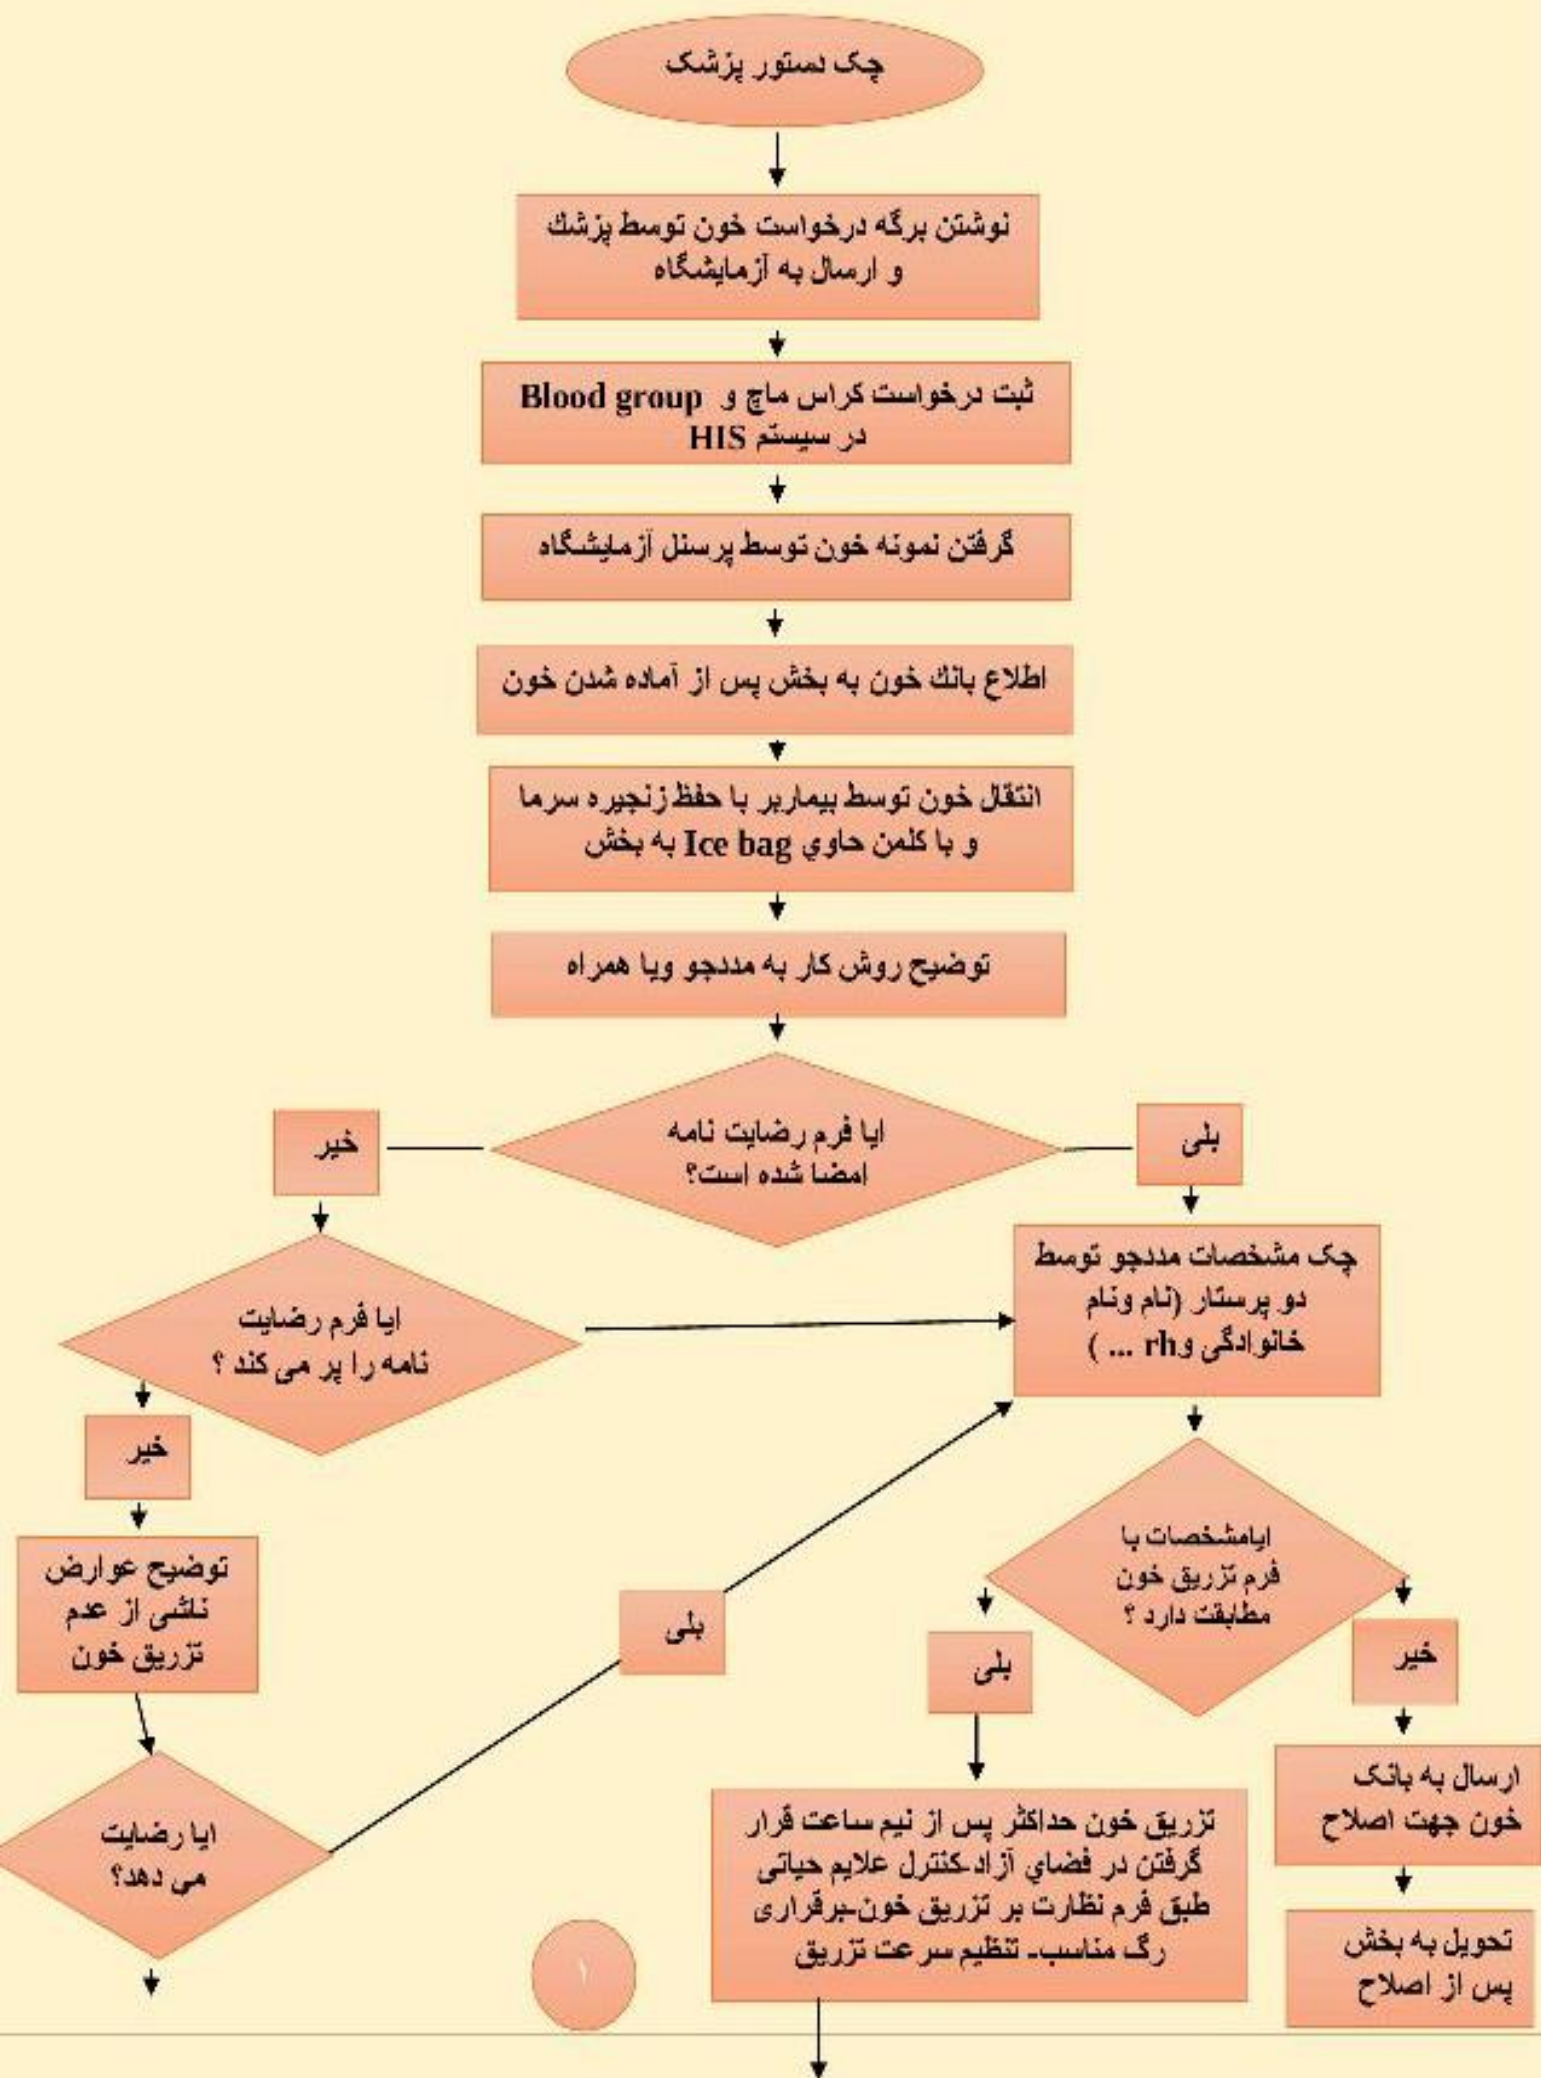 چک دستور پزشک
نوشتن برگه درخواست خون توسط پزشك
و ارسال به آزمایشگاه
ثبت درخواست کراس ماچ و Blood group
در سیستم HIS
گرفتن نمونه خون توسط پرسنل آزمایشگاه
اطلاع بانك خون به بخش پس از آماده شدن خون
انتقال خون توسط بیماربر با حفظ زنجیره سرما
و با کلمن حاوي Ice bag به بخش
توضیح روش کار به مددجو ویا همراه
ایا فرم رضایت نامه
امضا شده است؟
بلی
خیر
چک مشخصات مددجو توسط
دو پرستار (نام ونام
خانوادگی وrh ... )
ایا فرم رضایت
نامه را پر می کند ؟
خیر
ایامشخصات با
فرم تزریق خون
مطابقت دارد ؟
توضیح عوارض
ناشی از عدم
تزریق خون
بلی
بلی
خیر
ارسال به بانک
خون جهت اصلاح
تزریق خون حداکثر پس از نیم ساعت قرار
گرفتن در فضاي آزاد-کنترل علایم حیاتی
طبق فرم نظارت بر تزریق خون-برقراری
رگ مناسب- تنظیم سرعت تزریق
ایا رضایت
می دهد؟
تحویل به بخش
پس از اصلاح
۱